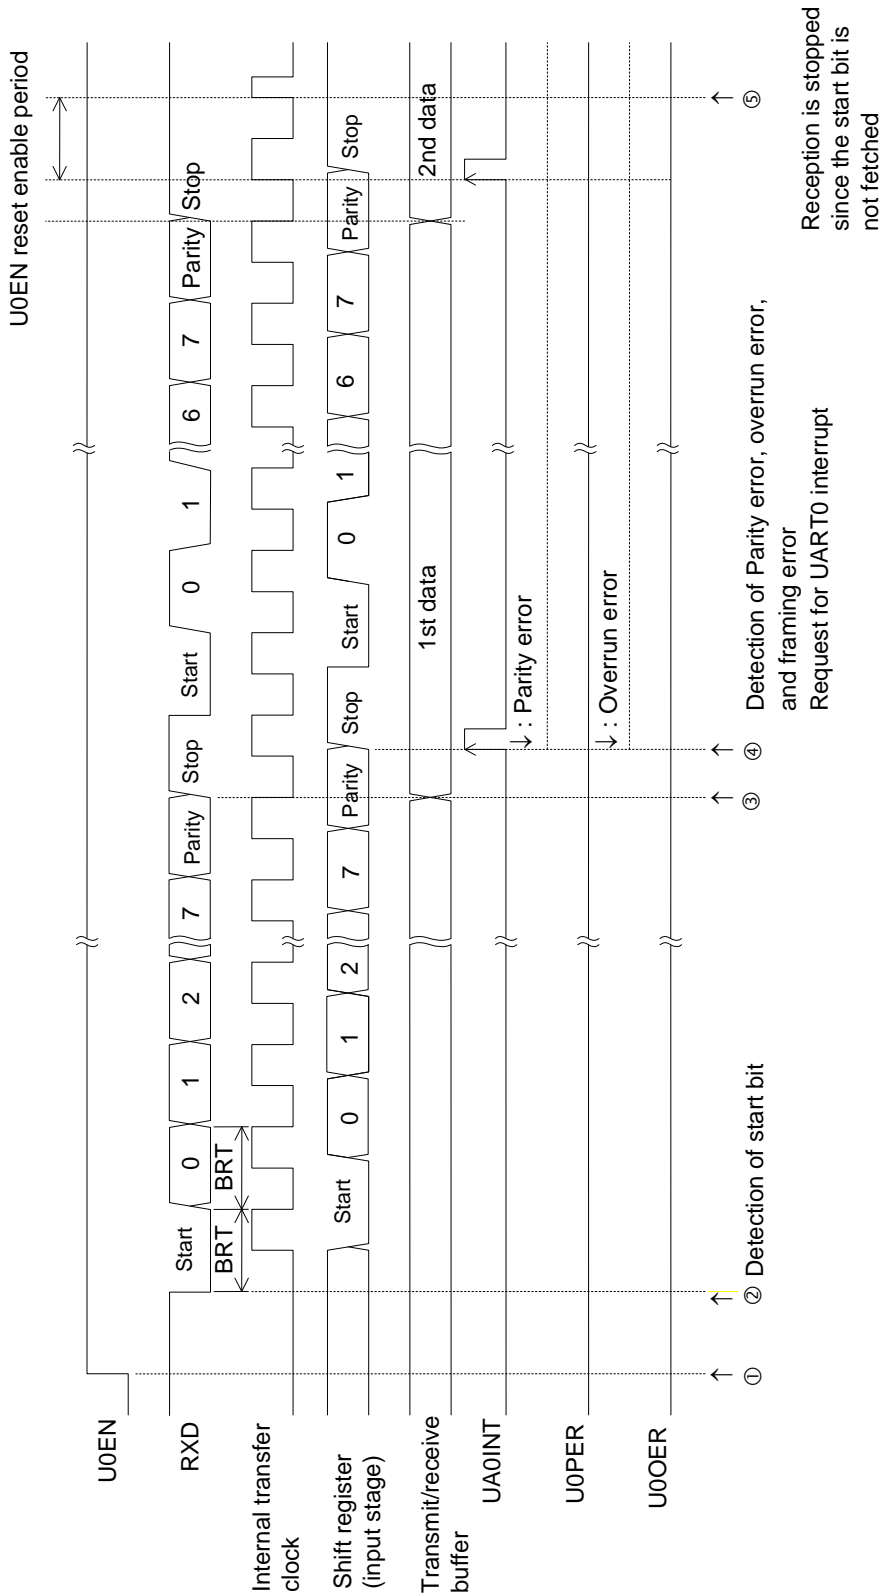 U0EN reset enable period
U0EN
RXD
Start
0
1
2
7
Parity
Stop
Start
0
1
6
7
Parity
Stop
BRT
BRT
Internal transfer
clock
Shift register
(input stage)
Start
0
1
2
7
Parity
Stop
Start
0
1
6
7
Parity
Stop
Transmit/receive
buffer
1st data
2nd data
UA0INT
↓ : Parity error
U0PER
↓ : Overrun error
U0OER
①
② Detection of start bit
③
④
Detection of Parity error, overrun error,
and framing error
Request for UART0 interrupt
⑤
Reception is stopped
since the start bit is
not fetched